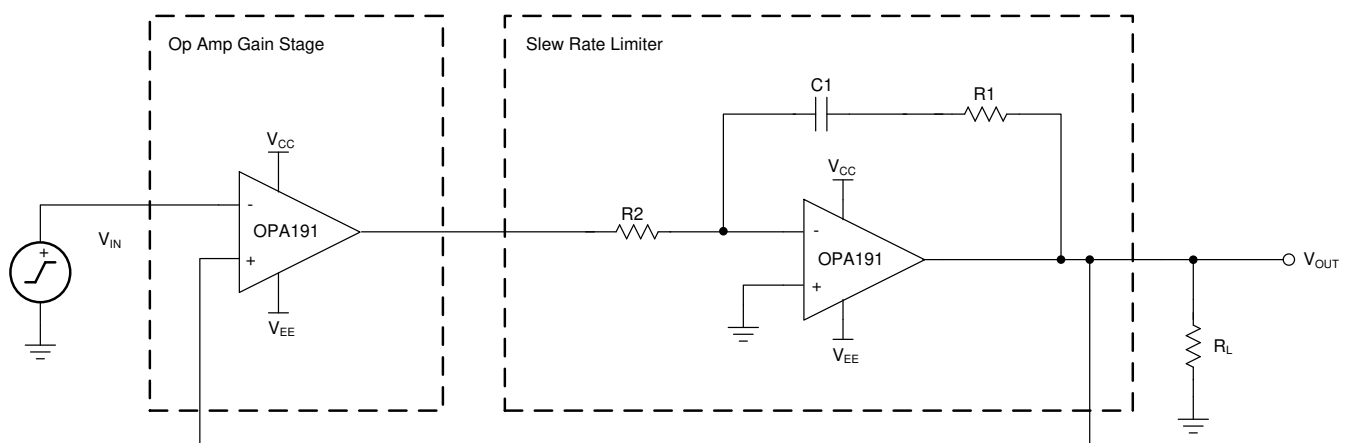 Op Amp Gain Stage
Slew Rate Limiter
C1
R1
VCC
VCC
R2
-
OPA191
+
VIN
+
-
OPA191
+
VOUT
VEE
VEE
RL